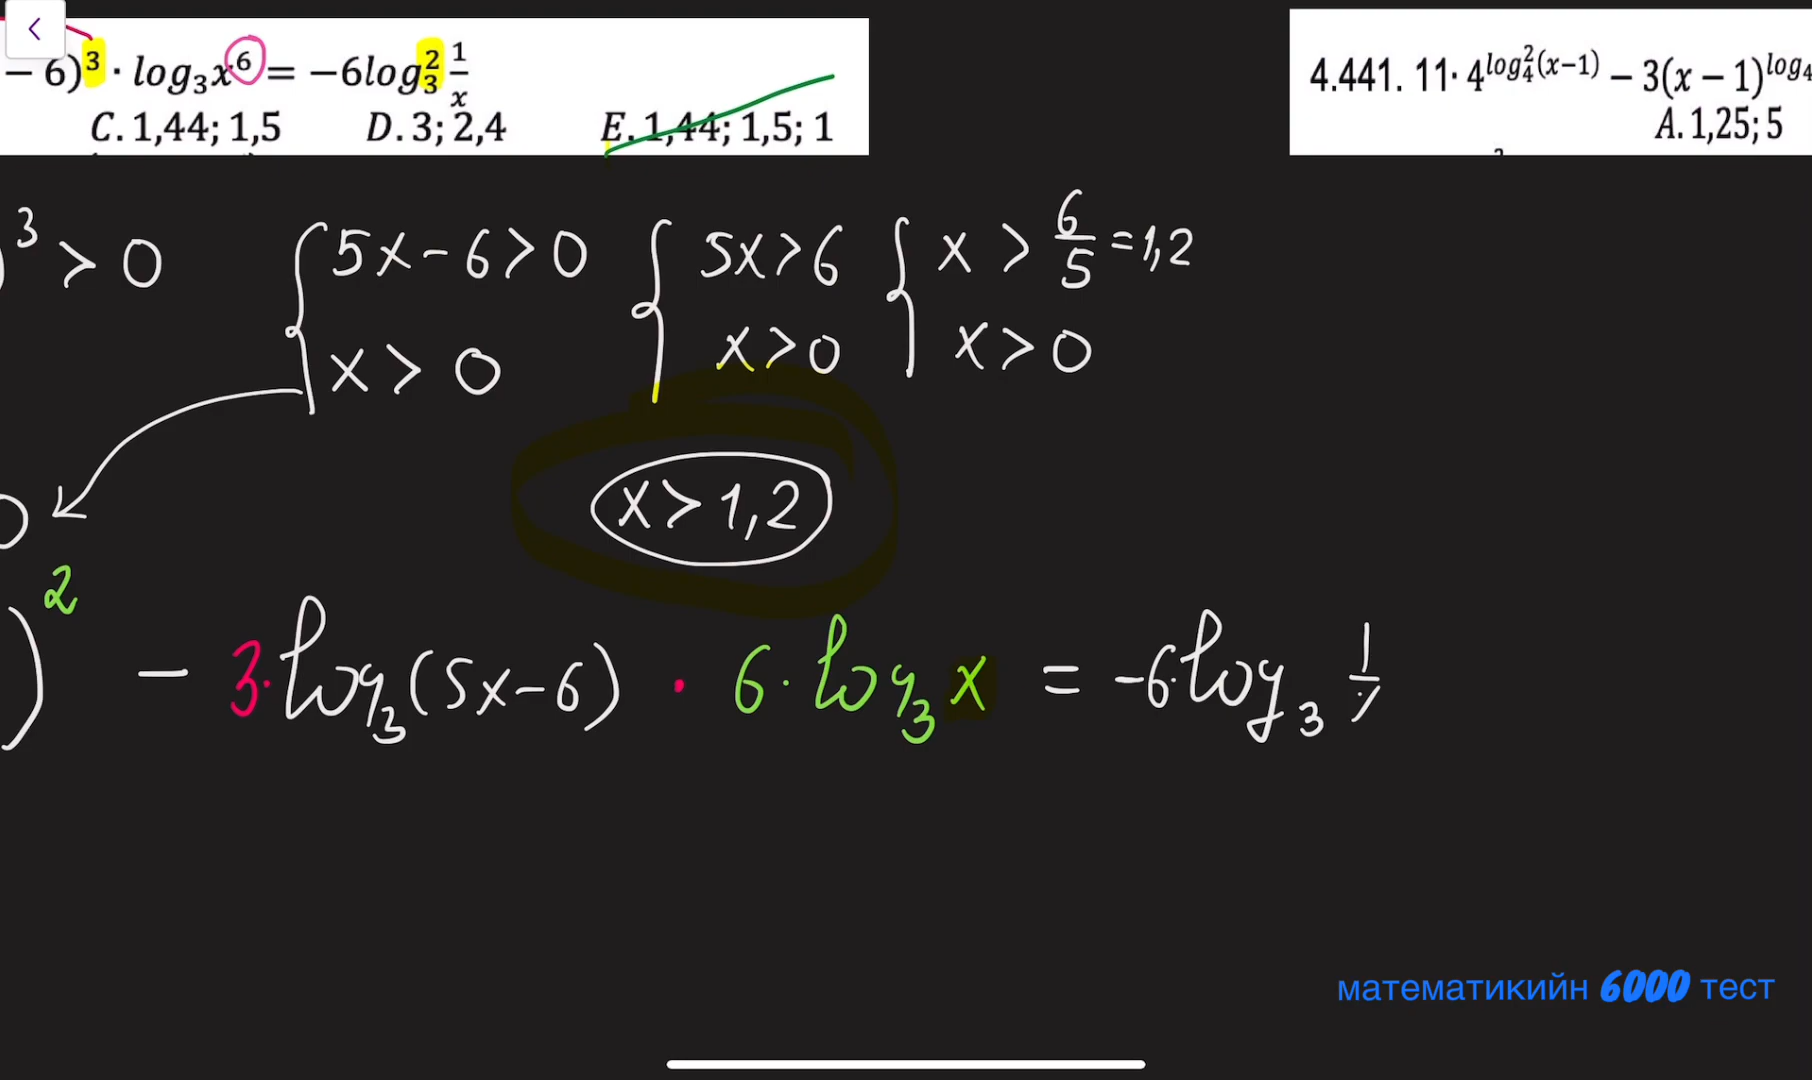 − 6)³ · log₃x⁶ = −6log₃² 1/x
C. 1,44; 1,5 D. 3; 2,4 E. 1,44; 1,5; 1
4.441. 11· 4^log₄²(x−1) − 3(x − 1)^log₄
A. 1,25; 5
)³ > 0 { 5x − 6 > 0 { 5x > 6 { x > 6/5 = 1,2
x > 0 x > 0 x > 0
0 x > 1,2
)² − 3·log₃(5x−6) · 6·log₃x = −6·log₃ 1/
математикийн 6000 тест